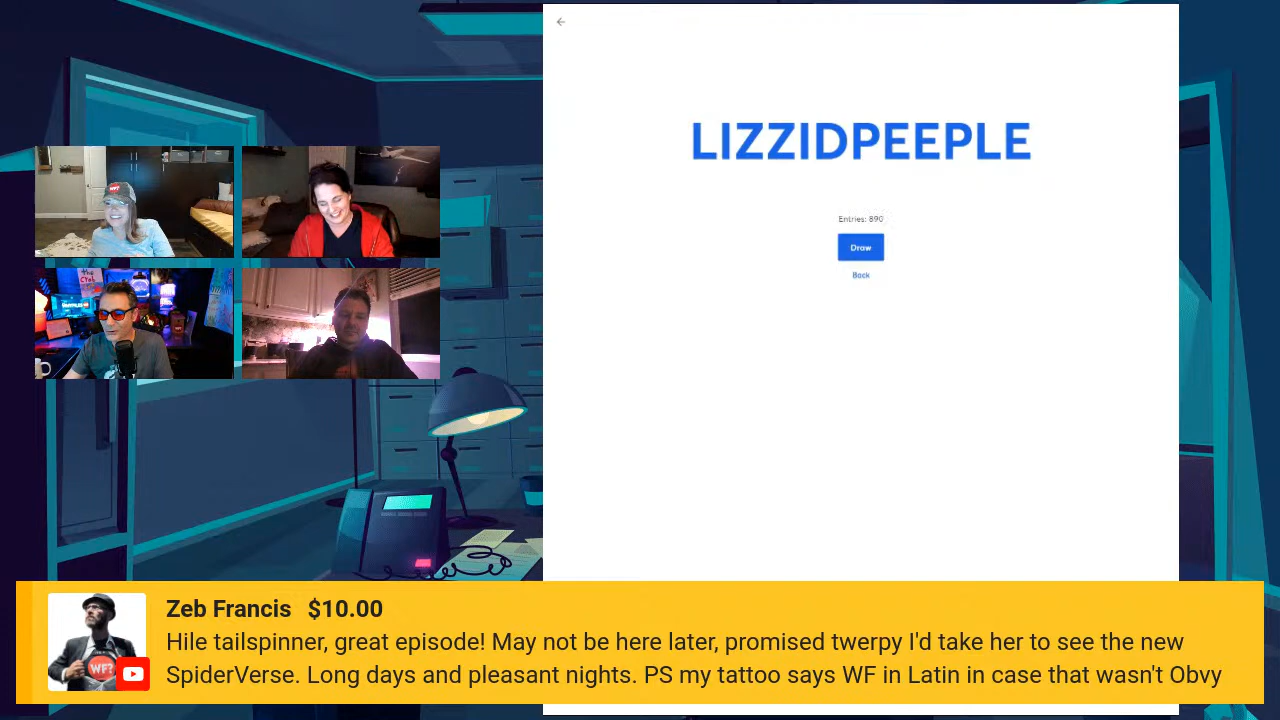 LIZZIDPEEPLE
Entries: 890
Draw
Back
the
Zeb Francis $10.00
Hile tailspinner, great episode! May not be here later, promised twerpy I'd take her to see the new
SpiderVerse. Long days and pleasant nights. PS my tattoo says WF in Latin in case that wasn't Obvy
WF?